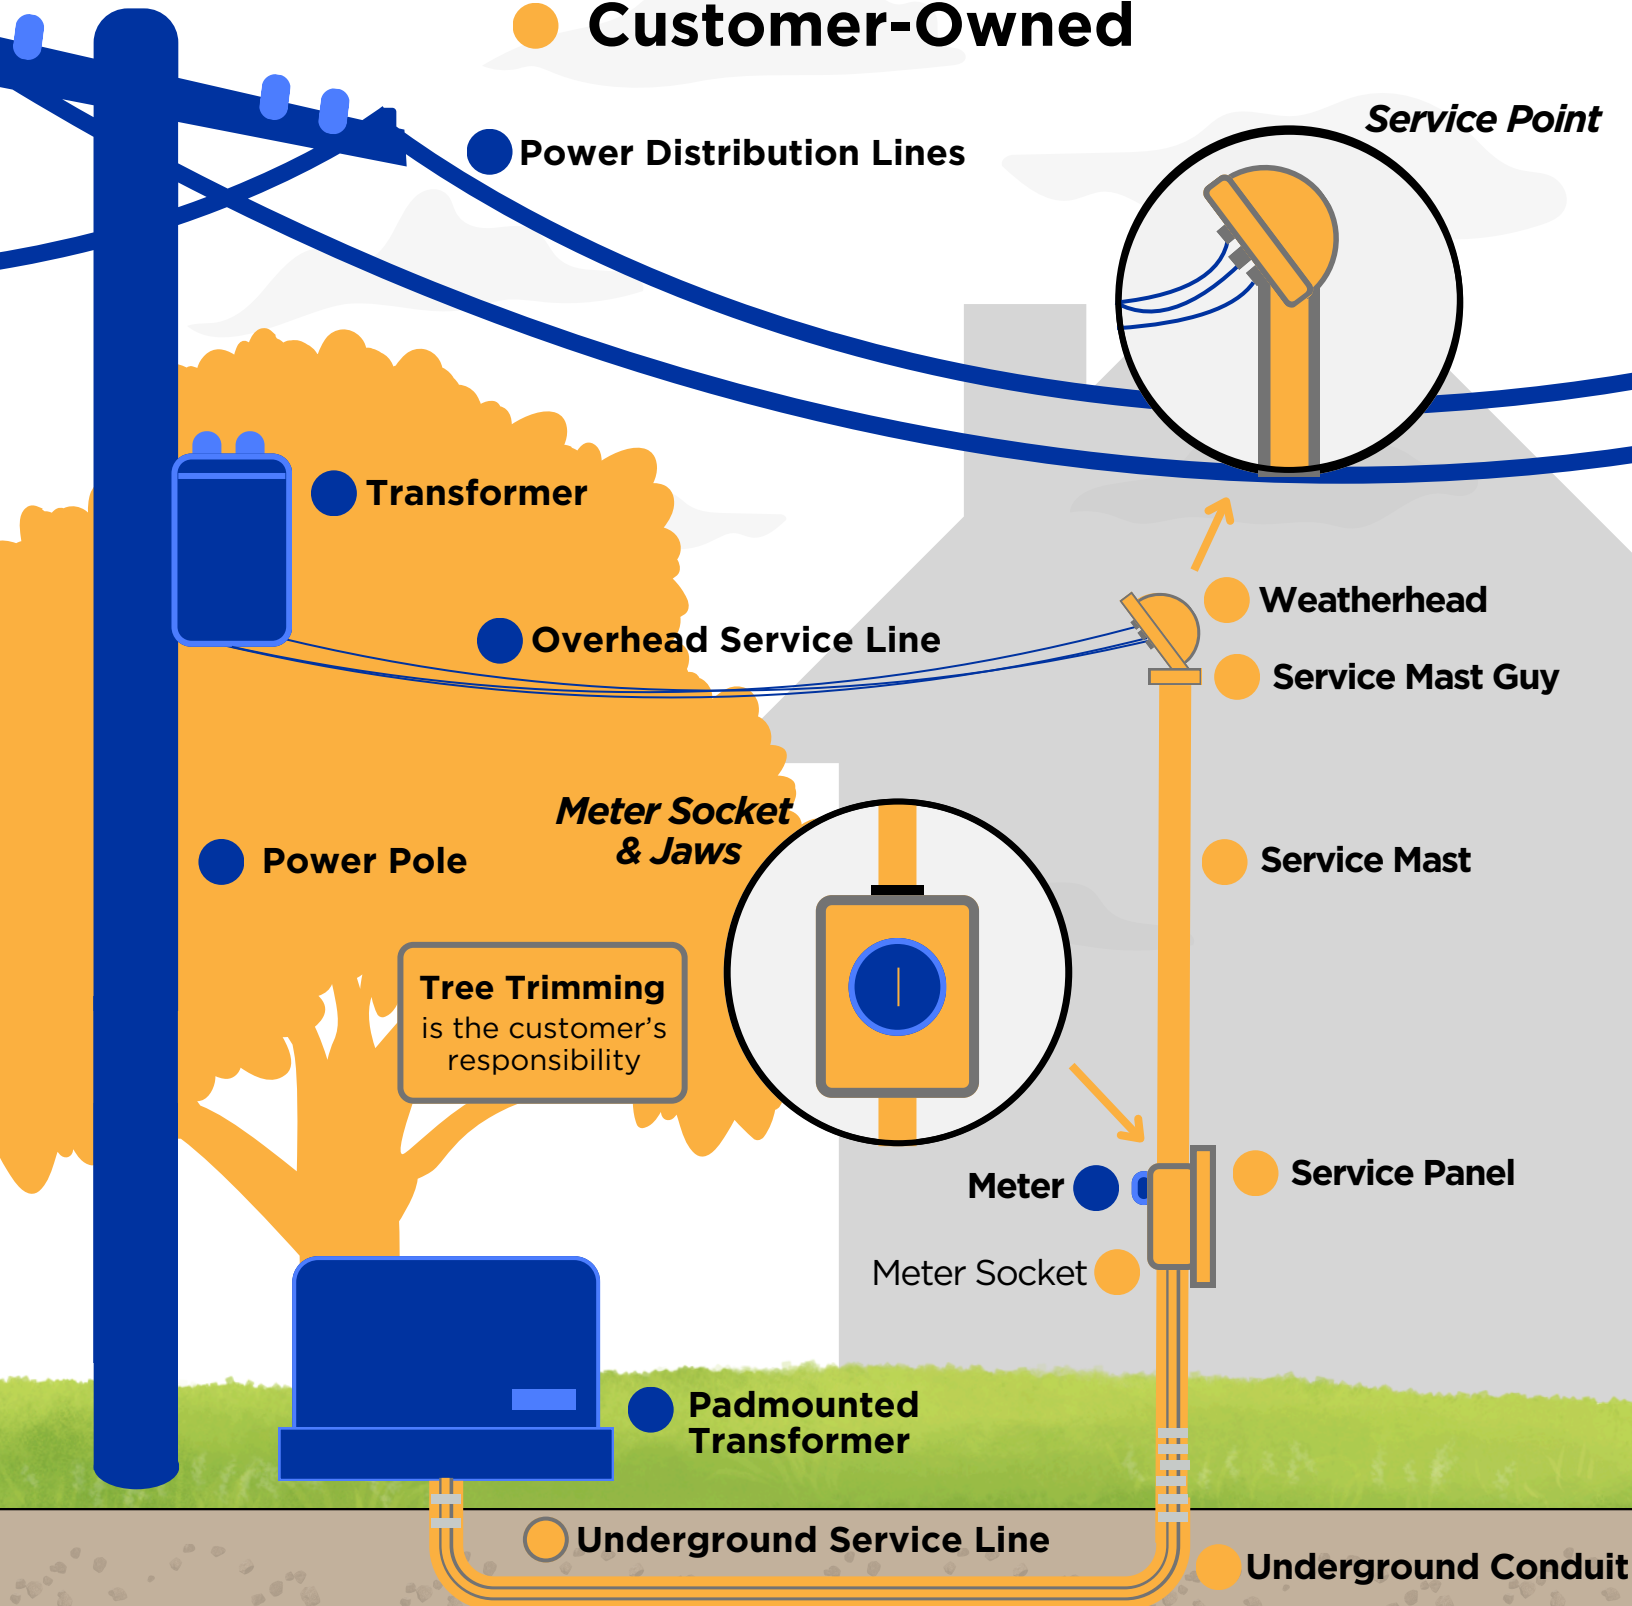 Customer-Owned
Service Point
Power Distribution Lines
Transformer
Weatherhead
Overhead Service Line
Service Mast Guy
Meter Socket
& Jaws
Power Pole
Service Mast
Tree Trimming
is the customer's
responsibility
Meter
Service Panel
Meter Socket
Padmounted
Transformer
Underground Service Line
Underground Conduit